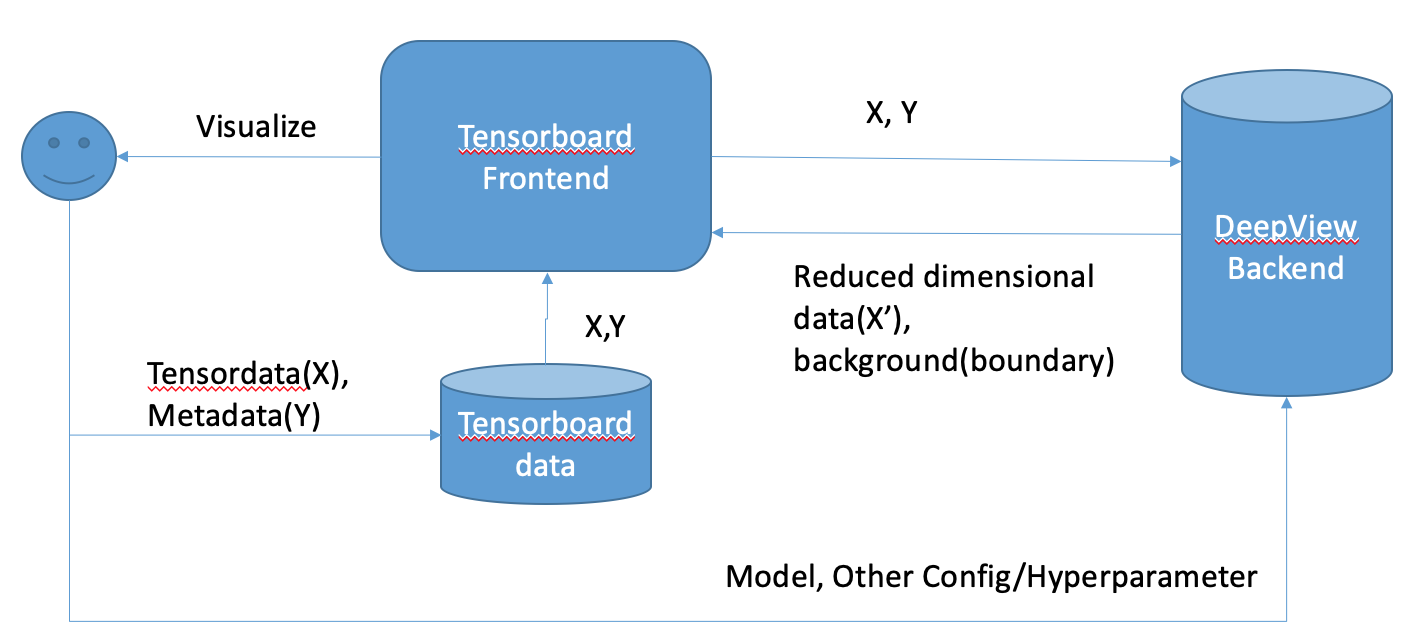 Visualize
Tensorboard
Frontend
X, Y
DeepView
Backend
Reduced dimensional
data(X’),
background(boundary)
X,Y
Tensordata(X),
Metadata(Y)
Tensorboard
data
Model, Other Config/Hyperparameter